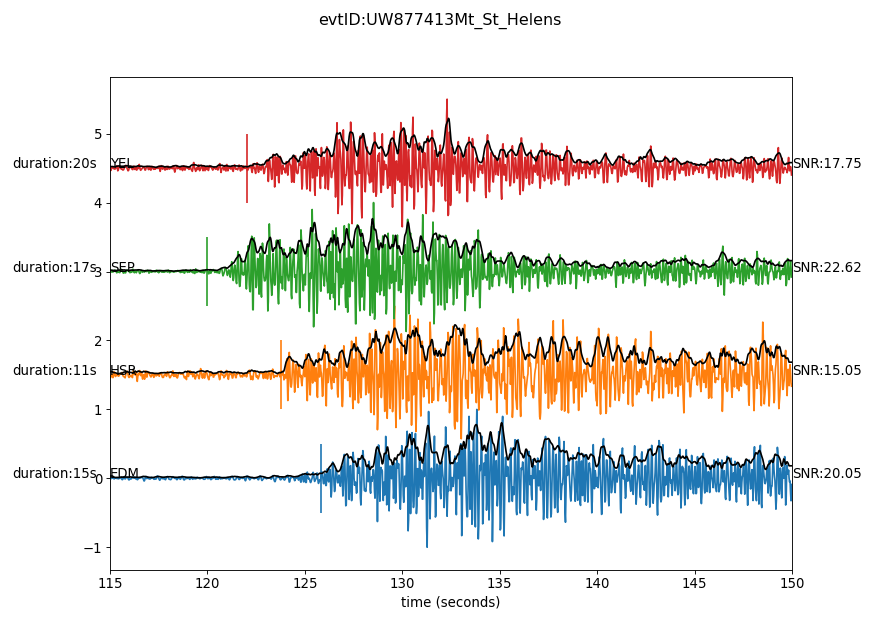 evtID:UW877413Mt_St_Helens
5
duration:20s YEL SNR:17.75
4
duration:17s 3 SEP SNR:22.62
2
duration:11s HSR SNR:15.05
1
duration:15s 0 EDM SNR:20.05
−1
115 120 125 130 135 140 145 150
time (seconds)